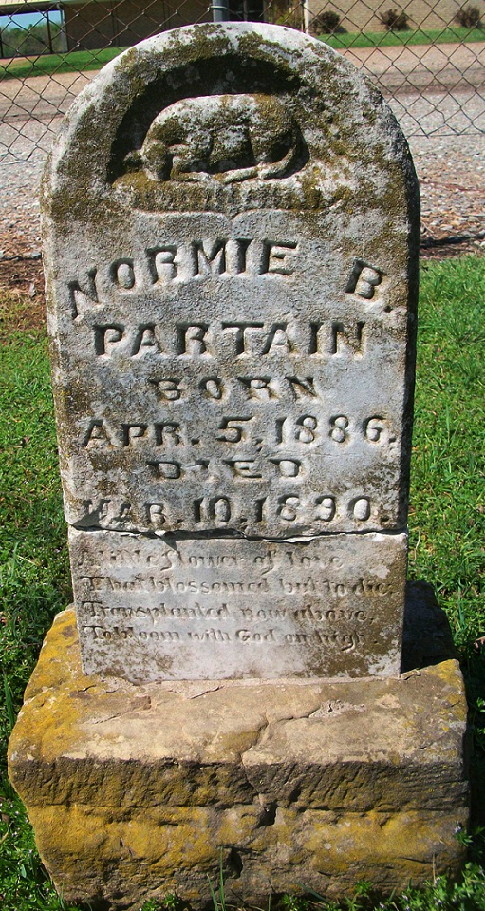 NORMIE B.
PARTAIN
BORN
APR. 5, 1886.
DIED
MAR. 10, 1890.
A little flower of love
That blossomed but to die;
Transplanted now above,
To bloom with God on high.